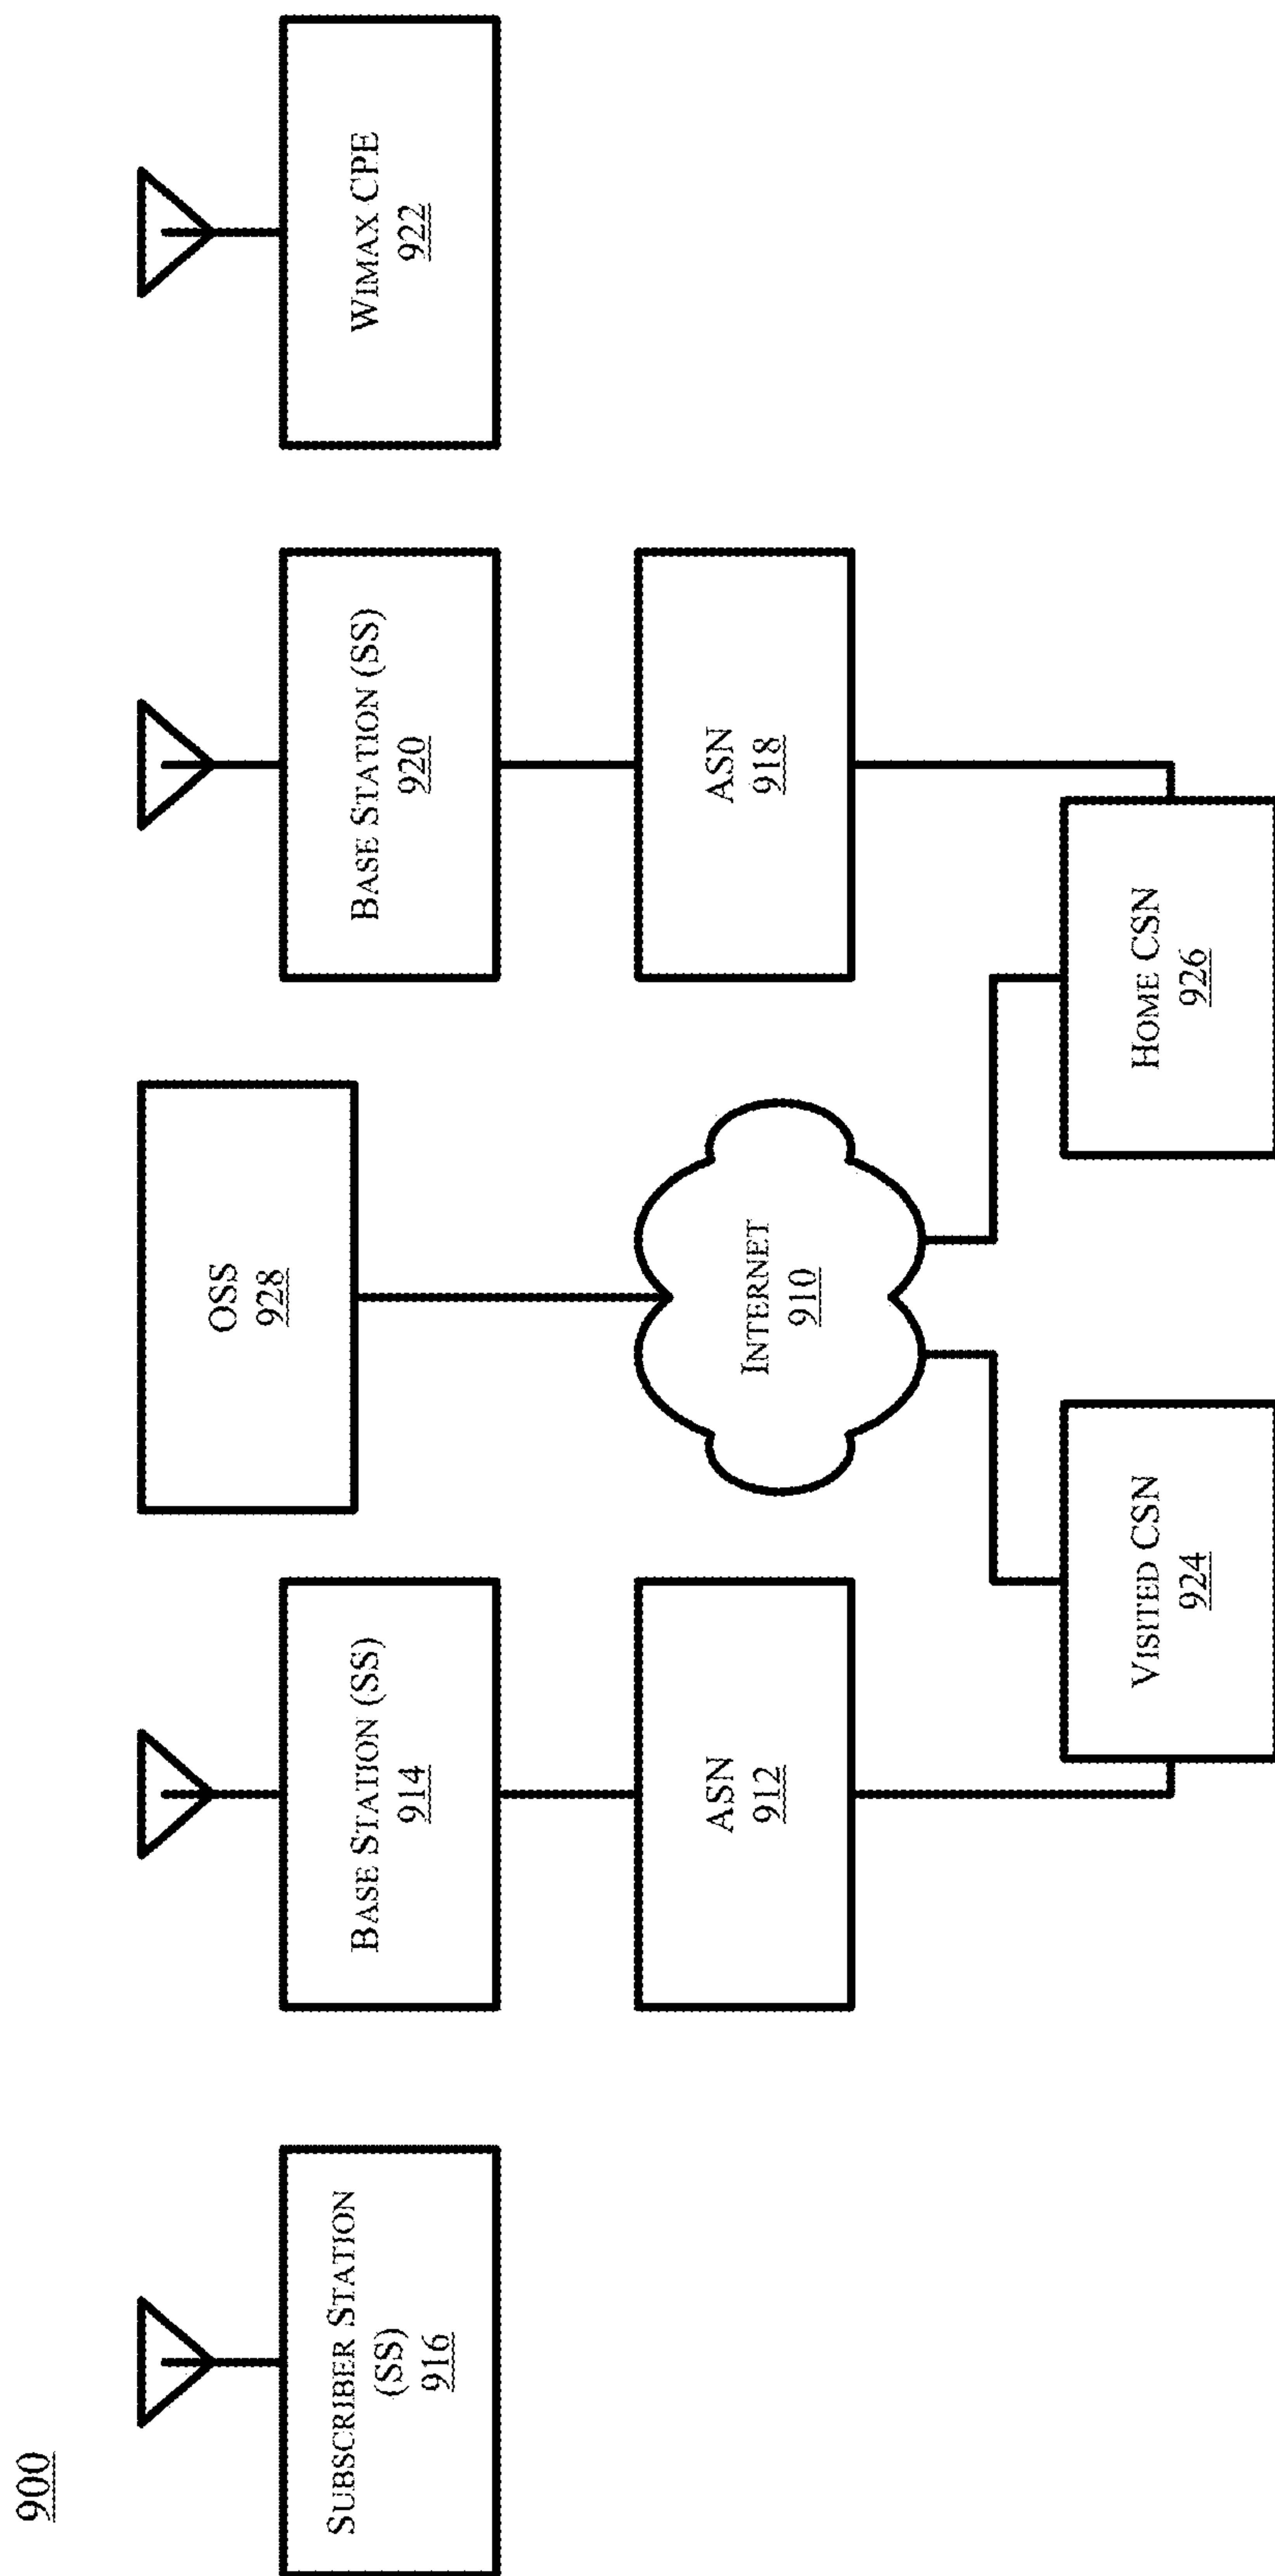 900
SUBSCRIBER STATION
(SS)
916
BASE STATION (SS)
914
OSS
928
BASE STATION (SS)
920
WIMAX CPE
922
ASN
912
INTERNET
910
ASN
918
VISITED CSN
924
HOME CSN
926